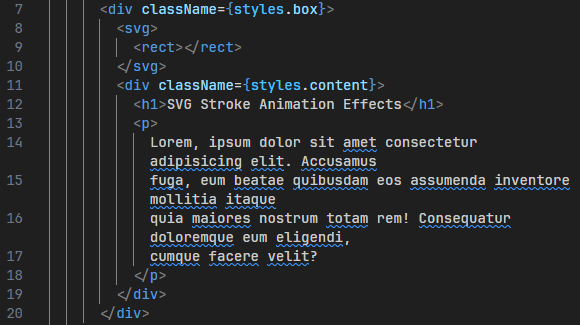 7 <div className={styles.box}>
8 <svg>
9 <rect></rect>
10 </svg>
11 <div className={styles.content}>
12 <h1>SVG Stroke Animation Effects</h1>
13 <p>
14 Lorem, ipsum dolor sit amet consectetur
adipisicing elit. Accusamus
15 fuga, eum beatae quibusdam eos assumenda inventore
mollitia itaque
16 quia maiores nostrum totam rem! Consequatur
doloremque eum eligendi,
17 cumque facere velit?
18 </p>
19 </div>
20 </div>